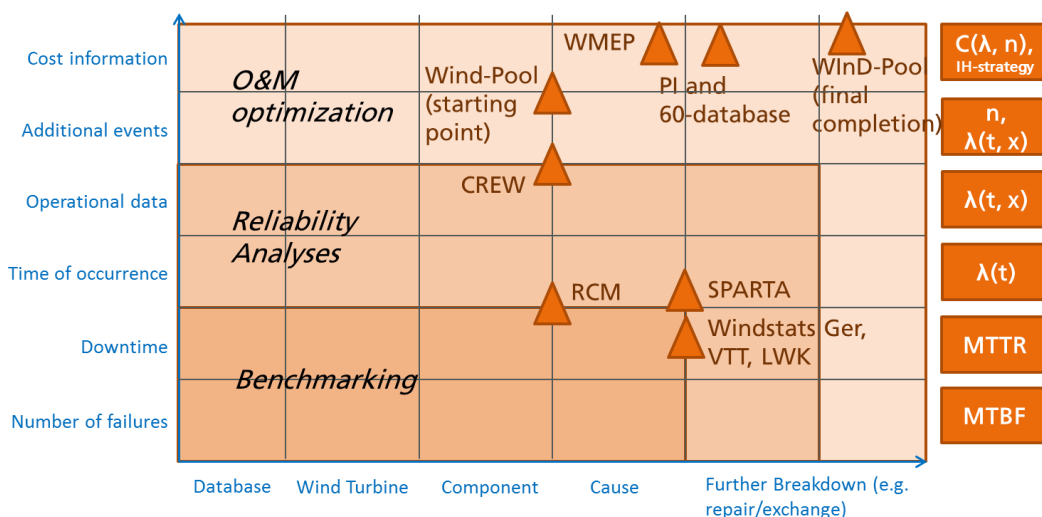 Cost information
Additional events
Operational data
Time of occurrence
Downtime
Number of failures
O&M
optimization
Reliability
Analyses
Benchmarking
WMEP
Wind-Pool
(starting
point)
PI and
60-database
WInD-Pool
(final
completion)
CREW
RCM
SPARTA
Windstats Ger,
VTT, LWK
C(λ, n),
IH-strategy
n,
λ(t, x)
λ(t, x)
λ(t)
MTTR
MTBF
Database
Wind Turbine
Component
Cause
Further Breakdown (e.g.
repair/exchange)